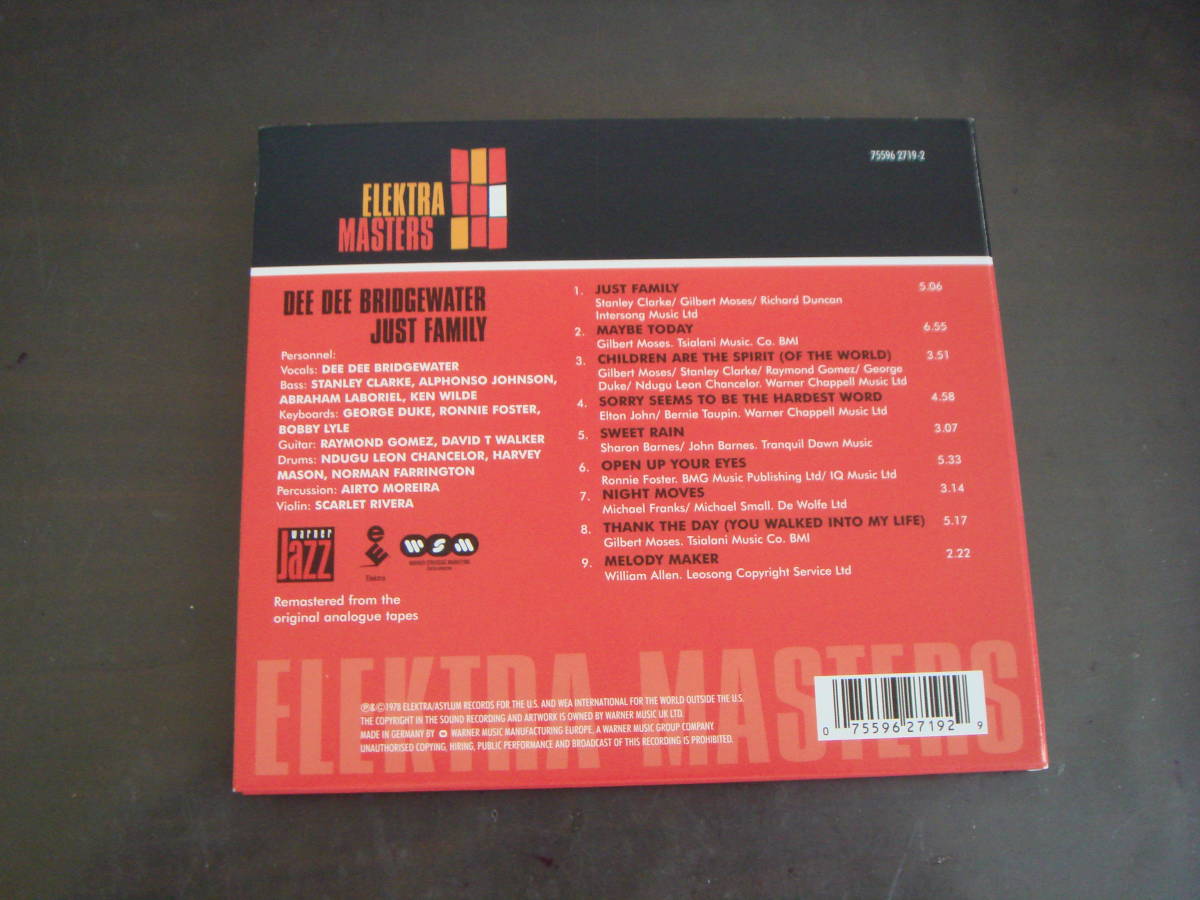 75596 2719-2
ELEKTRA
MASTERS
DEE DEE BRIDGEWATER
JUST FAMILY
Personnel:
Vocals: DEE DEE BRIDGEWATER
Bass: STANLEY CLARKE, ALPHONSO JOHNSON,
ABRAHAM LABORIEL, KEN WILDE
Keyboards: GEORGE DUKE, RONNIE FOSTER,
BOBBY LYLE
Guitar: RAYMOND GOMEZ, DAVID T WALKER
Drums: NDUGU LEON CHANCELOR, HARVEY
MASON, NORMAN FARRINGTON
Percussion: AIRTO MOREIRA
Violin: SCARLET RIVERA
warner
Jazz
WSM
WARNER STRATEGIC MARKETING
Remastered from the
original analogue tapes
1. JUST FAMILY 5.06
Stanley Clarke/ Gilbert Moses/ Richard Duncan
Intersong Music Ltd
2. MAYBE TODAY 6.55
Gilbert Moses. Tsialani Music. Co. BMI
3. CHILDREN ARE THE SPIRIT (OF THE WORLD) 3.51
Gilbert Moses/ Stanley Clarke/ Raymond Gomez/ George
Duke/ Ndugu Leon Chancelor. Warner Chappell Music Ltd
4. SORRY SEEMS TO BE THE HARDEST WORD 4.58
Elton John/ Bernie Taupin. Warner Chappell Music Ltd
5. SWEET RAIN 3.07
Sharon Barnes/ John Barnes. Tranquil Dawn Music
6. OPEN UP YOUR EYES 5.33
Ronnie Foster. BMG Music Publishing Ltd/ IQ Music Ltd
7. NIGHT MOVES 3.14
Michael Franks/ Michael Small. De Wolfe Ltd
8. THANK THE DAY (YOU WALKED INTO MY LIFE) 5.17
Gilbert Moses. Tsialani Music Co. BMI
9. MELODY MAKER 2.22
William Allen. Leosong Copyright Service Ltd
ELEKTRA MASTERS
℗&©1978 ELEKTRA/ASYLUM RECORDS FOR THE U.S. AND WEA INTERNATIONAL FOR THE WORLD OUTSIDE THE U.S.
THE COPYRIGHT IN THE SOUND RECORDING AND ARTWORK IS OWNED BY WARNER MUSIC UK LTD.
MADE IN GERMANY BY WARNER MUSIC MANUFACTURING EUROPE, A WARNER MUSIC GROUP COMPANY
UNAUTHORISED COPYING, HIRING, PUBLIC PERFORMANCE AND BROADCAST OF THIS RECORDING IS PROHIBITED.
0 75596 27192 9